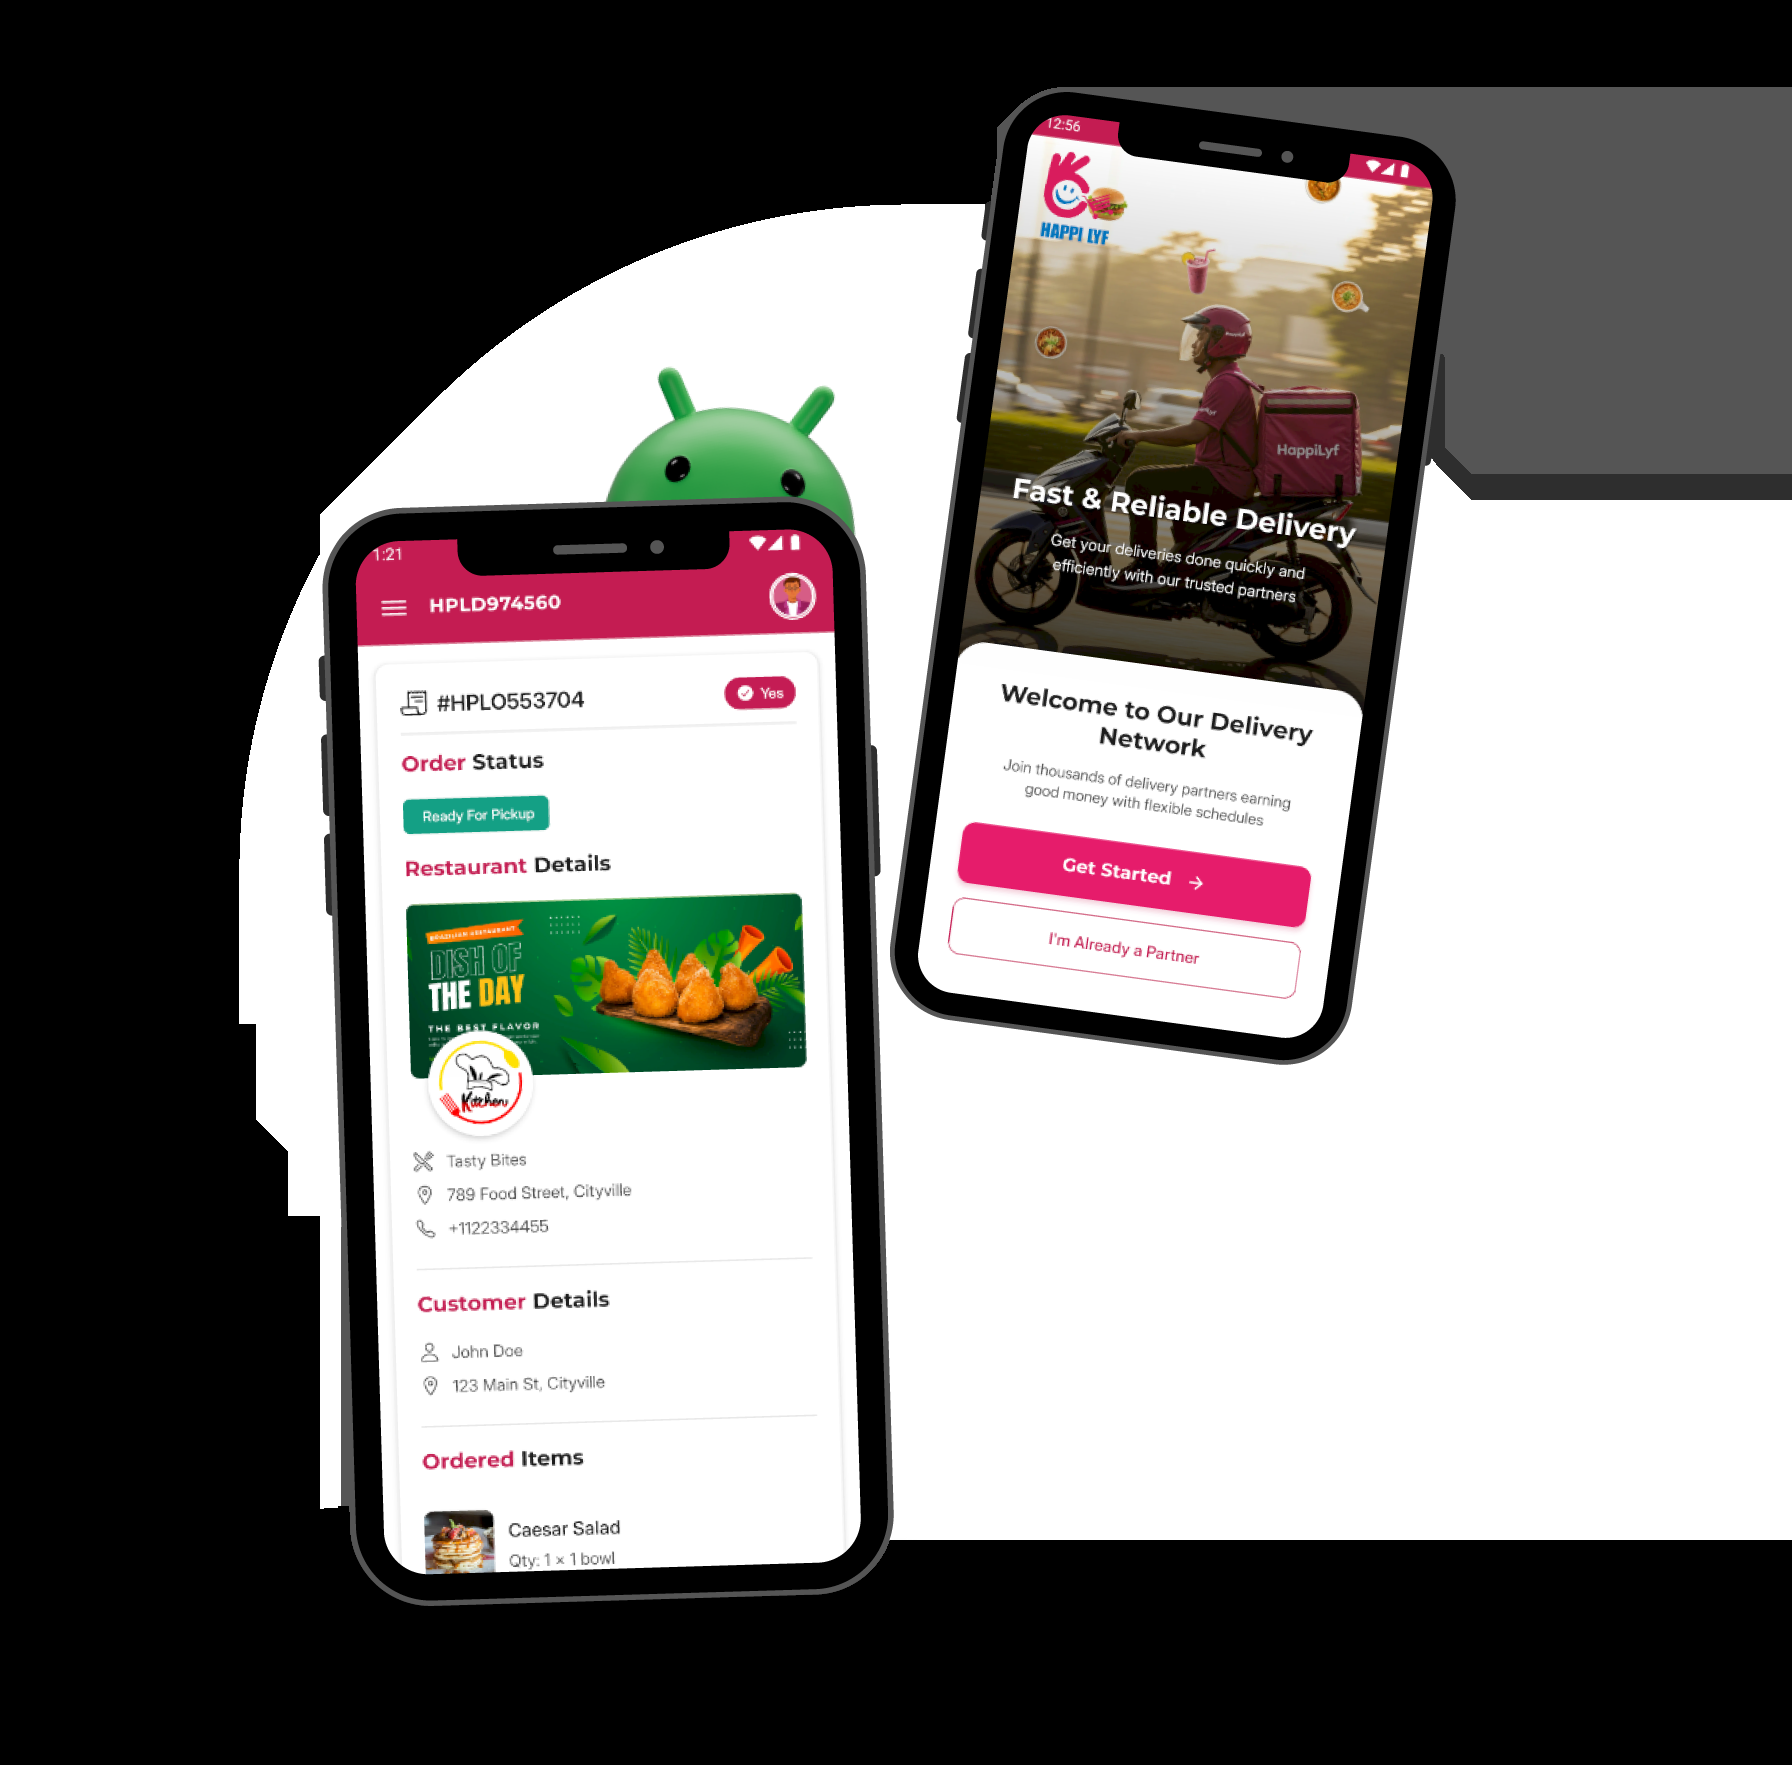 1:21
HPLD974560
#HPLO553704
Yes
Order Status
Ready For Pickup
Restaurant Details
BRAZILIAN RESTAURANT
DISH OF
THE DAY
THE BEST FLAVOR
Kitchen
Tasty Bites
789 Food Street, Cityville
+1122334455
Customer Details
John Doe
123 Main St, Cityville
Ordered Items
Caesar Salad
Qty: 1 × 1 bowl
12:56
HAPPI LYF
HappiLyf
Fast & Reliable Delivery
Get your deliveries done quickly and
efficiently with our trusted partners
Welcome to Our Delivery
Network
Join thousands of delivery partners earning
good money with flexible schedules
Get Started →
I'm Already a Partner